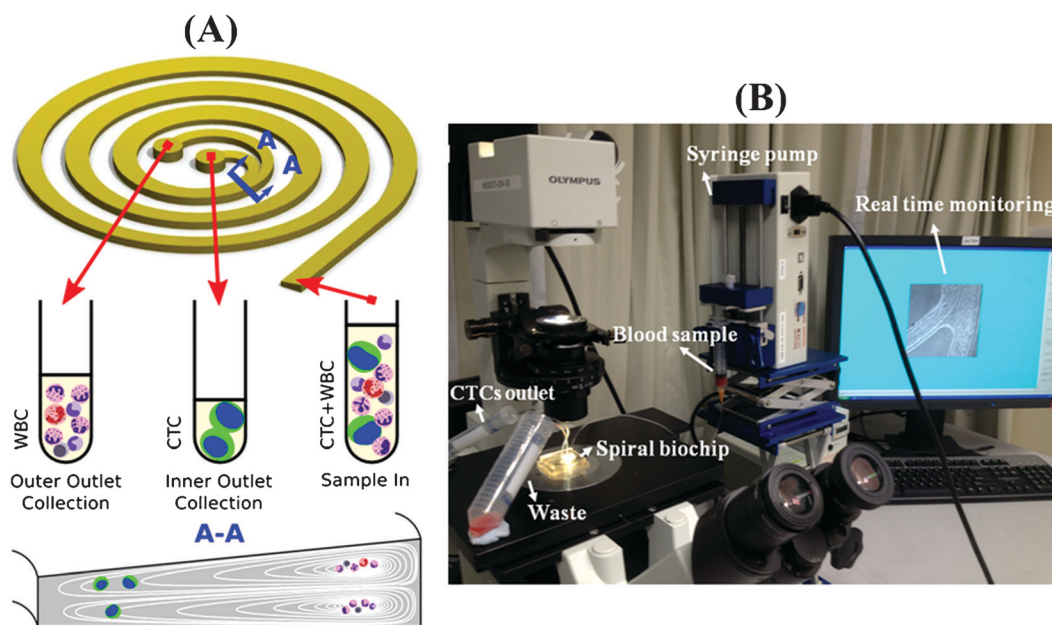 (A)
A
A
WBC
CTC
CTC+WBC
Outer Outlet
Collection
Inner Outlet
Collection
Sample In
A-A
(B)
Syringe pump
OLYMPUS
Real time monitoring
Blood sample
CTCs outlet
Spiral biochip
Waste